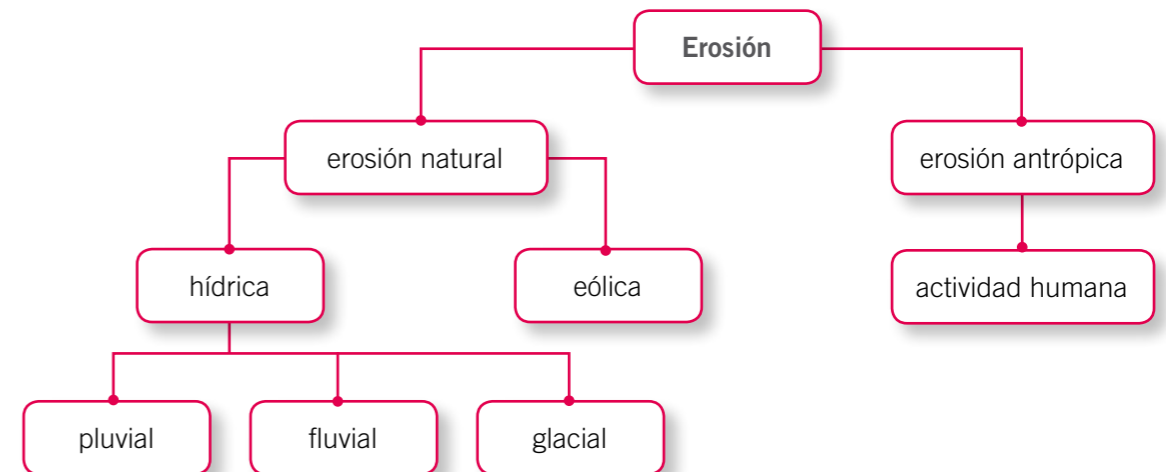 Erosión
erosión natural
erosión antrópica
hídrica
eólica
actividad humana
pluvial
fluvial
glacial